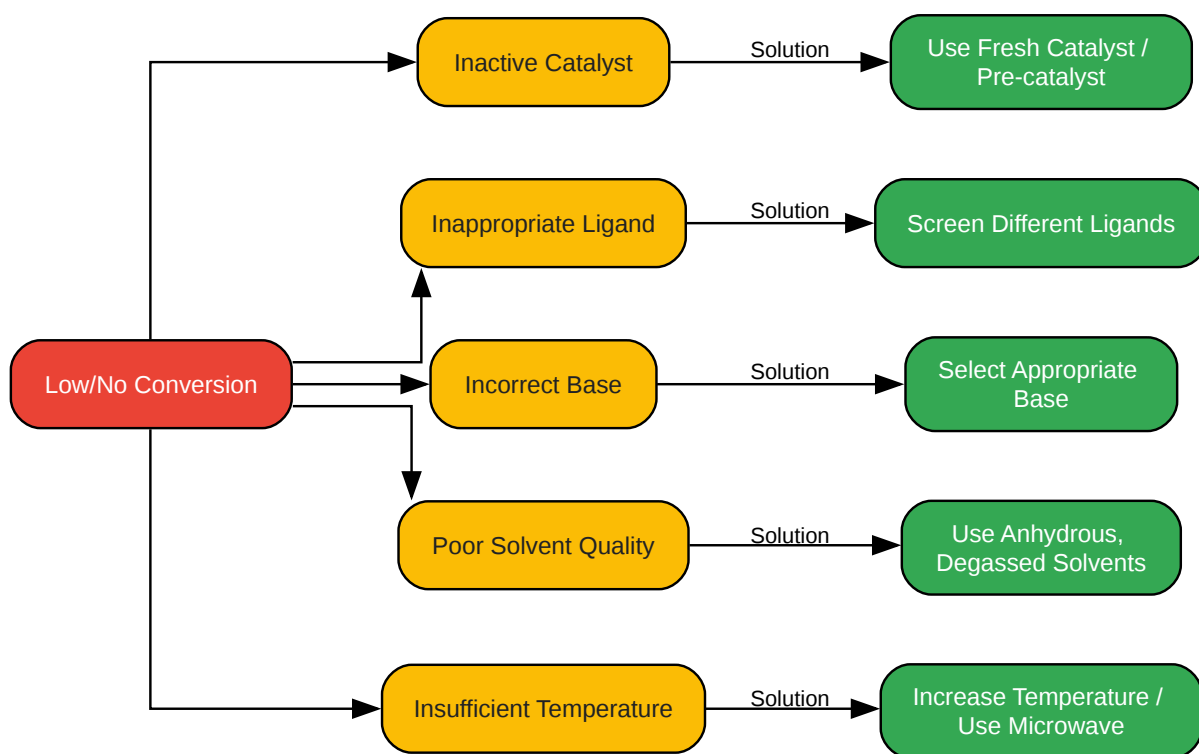 Inactive Catalyst
Solution
Use Fresh Catalyst /
Pre-catalyst
Inappropriate Ligand
Solution
Screen Different Ligands
Low/No Conversion
Incorrect Base
Solution
Select Appropriate
Base
Poor Solvent Quality
Solution
Use Anhydrous,
Degassed Solvents
Insufficient Temperature
Solution
Increase Temperature /
Use Microwave